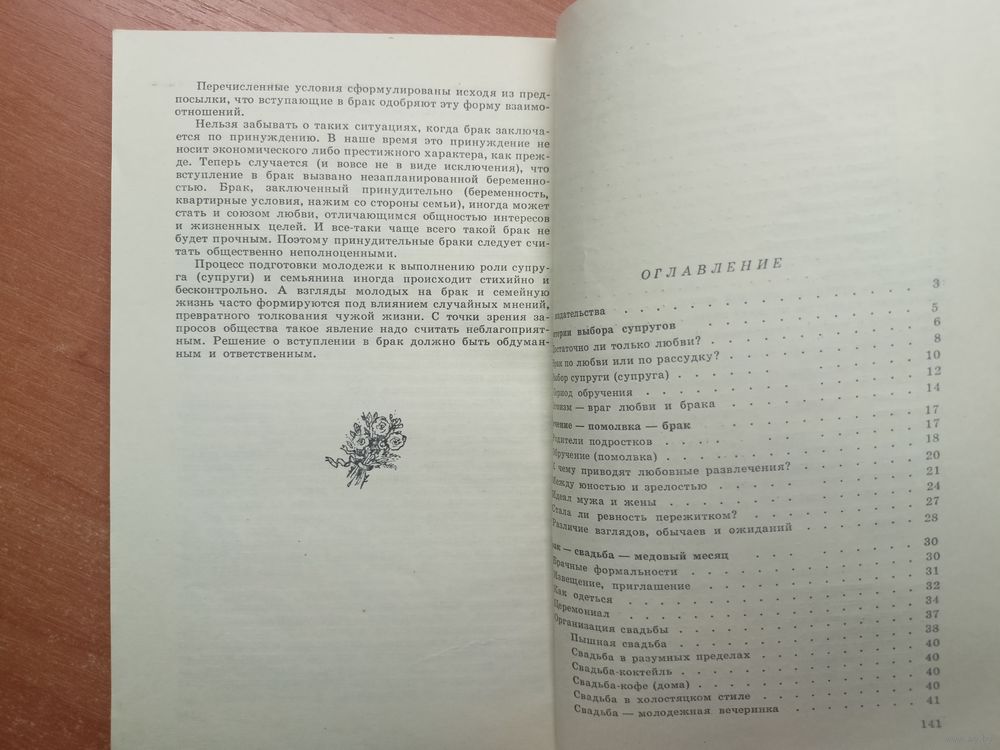 Перечисленные условия сформулированы исходя из пред-
посылки, что вступающие в брак одобряют эту форму взаимо-
отношений.
Нельзя забывать о таких ситуациях, когда брак заключа-
ется по принуждению. В наше время это принуждение не
носит экономического либо престижного характера, как преж-
де. Теперь случается (и вовсе не в виде исключения), что
вступление в брак вызвано незапланированной беременно-
стью. Брак, заключенный принудительно (беременность,
квартирные условия, нажим со стороны семьи), иногда может
стать и союзом любви, отличающимся общностью интересов
и жизненных целей. И все-таки чаще всего такой брак не
будет прочным. Поэтому принудительные браки следует счи-
тать общественно неполноценными.
Процесс подготовки молодежи к выполнению роли супру-
га (супруги) и семьянина иногда происходит стихийно и
бесконтрольно. А взгляды молодых на брак и семейную
жизнь часто формируются под влиянием случайных мнений,
превратного толкования чужой жизни. С точки зрения за-
просов общества такое явление надо считать неблагоприят-
ным. Решение о вступлении в брак должно быть обдуман-
ным и ответственным.
ОГЛАВЛЕНИЕ
издательства . . . . . . . . 3
терии выбора супругов . . . . . . . . 5
Достаточно ли только любви? . . . . . . . . 6
Брак по любви или по рассудку? . . . . . . . . 8
Выбор супруги (супруга) . . . . . . . . 10
Период обручения . . . . . . . . 12
Эгоизм — враг любви и брака . . . . . . . . 14
учение — помолвка — брак . . . . . . . . 17
Родители подростков . . . . . . . . 17
Обручение (помолвка) . . . . . . . . 18
К чему приводят любовные развлечения? . . . . . . . . 20
Между юностью и зрелостью . . . . . . . . 21
Идеал мужа и жены . . . . . . . . 24
Стала ли ревность пережитком? . . . . . . . . 27
Различие взглядов, обычаев и ожиданий . . . . . . . . 28
ак — свадьба — медовый месяц . . . . . . . . 30
Брачные формальности . . . . . . . . 30
Извещение, приглашение . . . . . . . . 31
Как одеться . . . . . . . . 32
Церемониал . . . . . . . . 34
Организация свадьбы . . . . . . . . 37
Пышная свадьба . . . . . . . . 38
Свадьба в разумных пределах . . . . . . . . 40
Свадьба-коктейль . . . . . . . . 40
Свадьба-кофе (дома) . . . . . . . . 40
Свадьба в холостяцком стиле . . . . . . . . 40
Свадьба — молодежная вечеринка . . . . . . . . 41
141